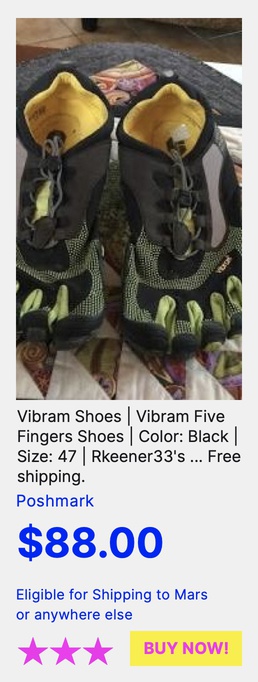 Vibram Shoes | Vibram Five
Fingers Shoes | Color: Black |
Size: 47 | Rkeener33's ... Free
shipping.
Poshmark
$88.00
Eligible for Shipping to Mars
or anywhere else
BUY NOW!